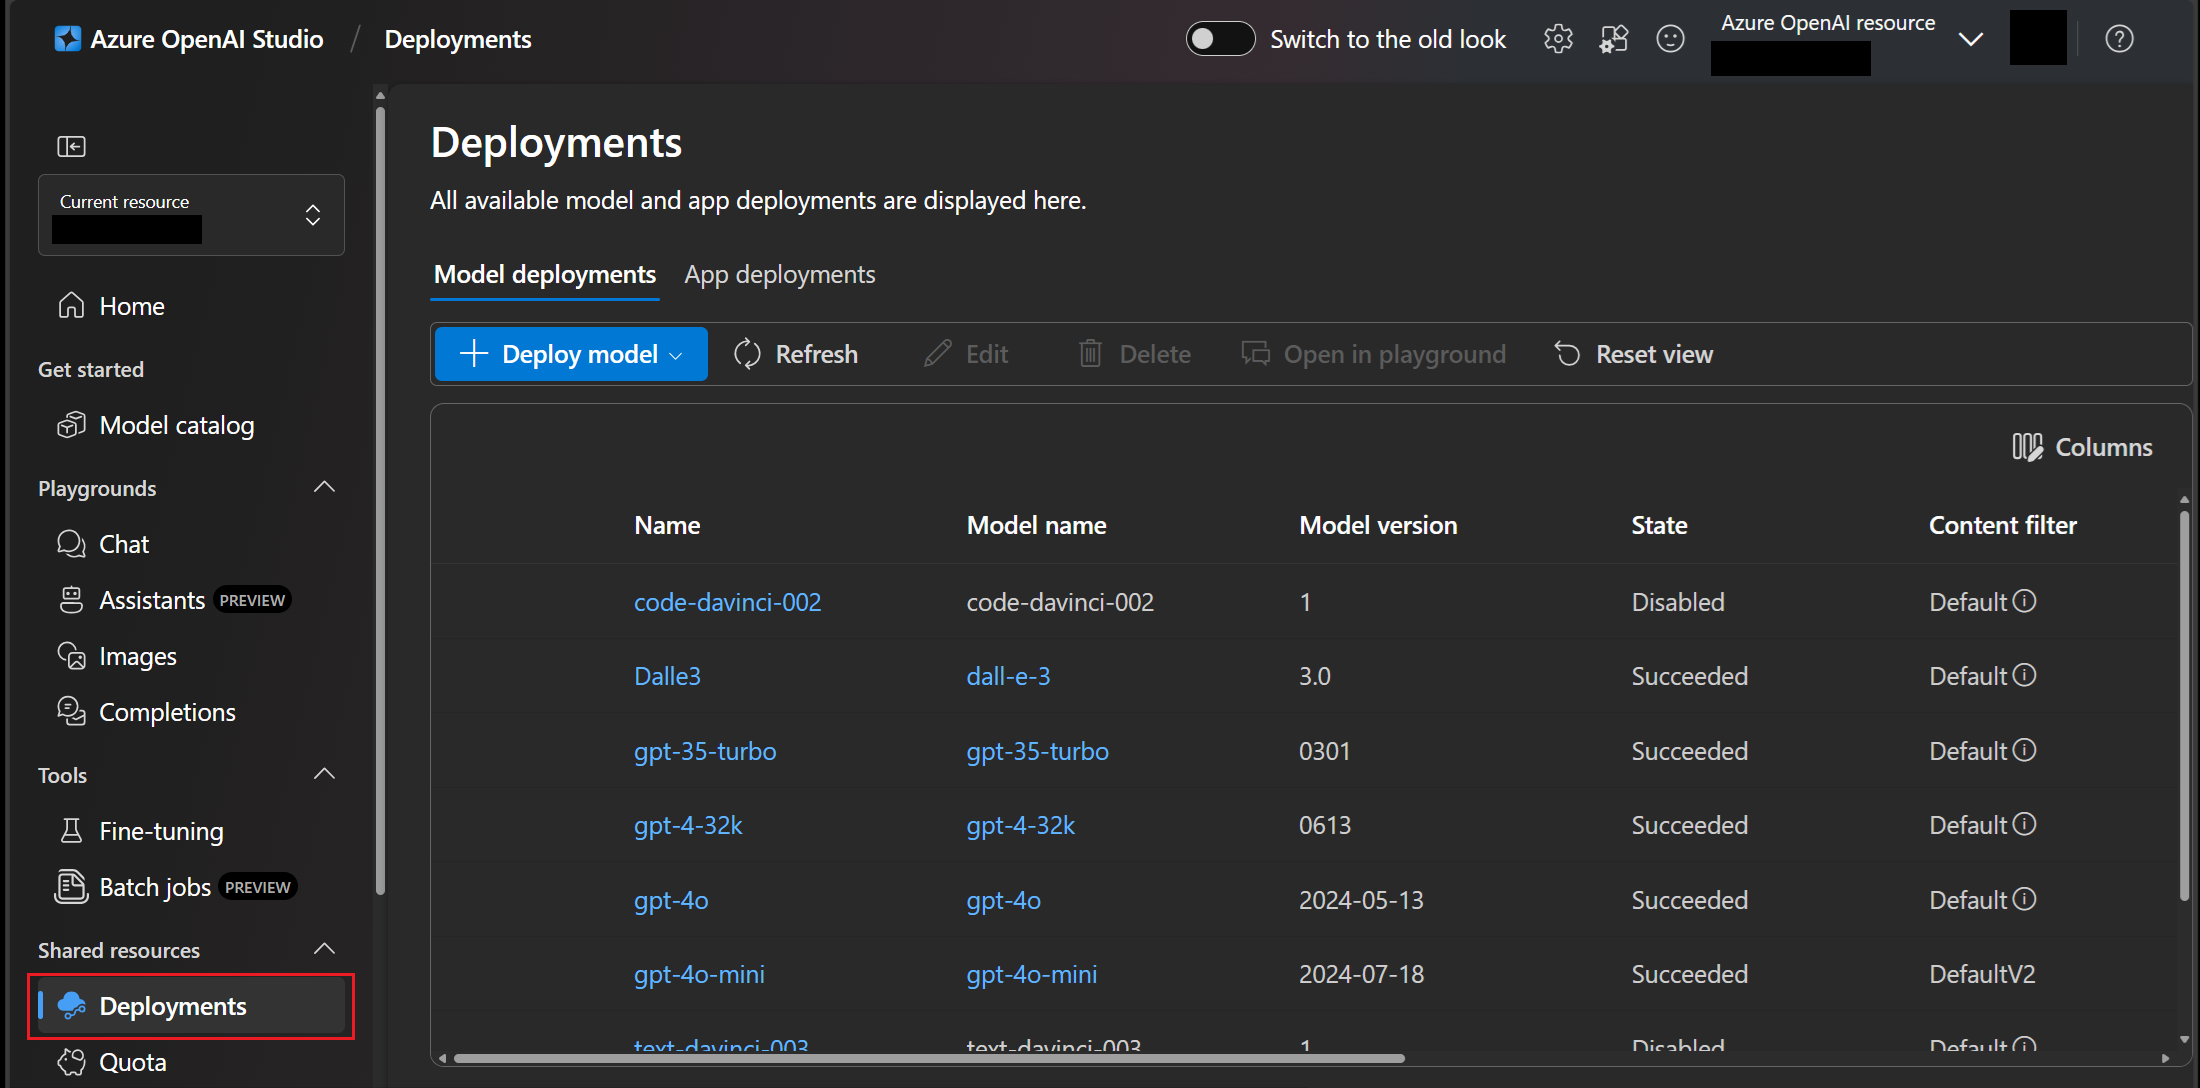 Azure OpenAI Studio / Deployments
Switch to the old look
Azure OpenAI resource
Current resource
Home
Get started
Model catalog
Playgrounds
Chat
Assistants PREVIEW
Images
Completions
Tools
Fine-tuning
Batch jobs PREVIEW
Shared resources
Deployments
Quota
Deployments
All available model and app deployments are displayed here.
Model deployments App deployments
Deploy model Refresh Edit Delete Open in playground Reset view
Columns
Name Model name Model version State Content filter
code-davinci-002 code-davinci-002 1 Disabled Default
Dalle3 dall-e-3 3.0 Succeeded Default
gpt-35-turbo gpt-35-turbo 0301 Succeeded Default
gpt-4-32k gpt-4-32k 0613 Succeeded Default
gpt-4o gpt-4o 2024-05-13 Succeeded Default
gpt-4o-mini gpt-4o-mini 2024-07-18 Succeeded DefaultV2
text-davinci-003 text-davinci-003 1 Disabled Default